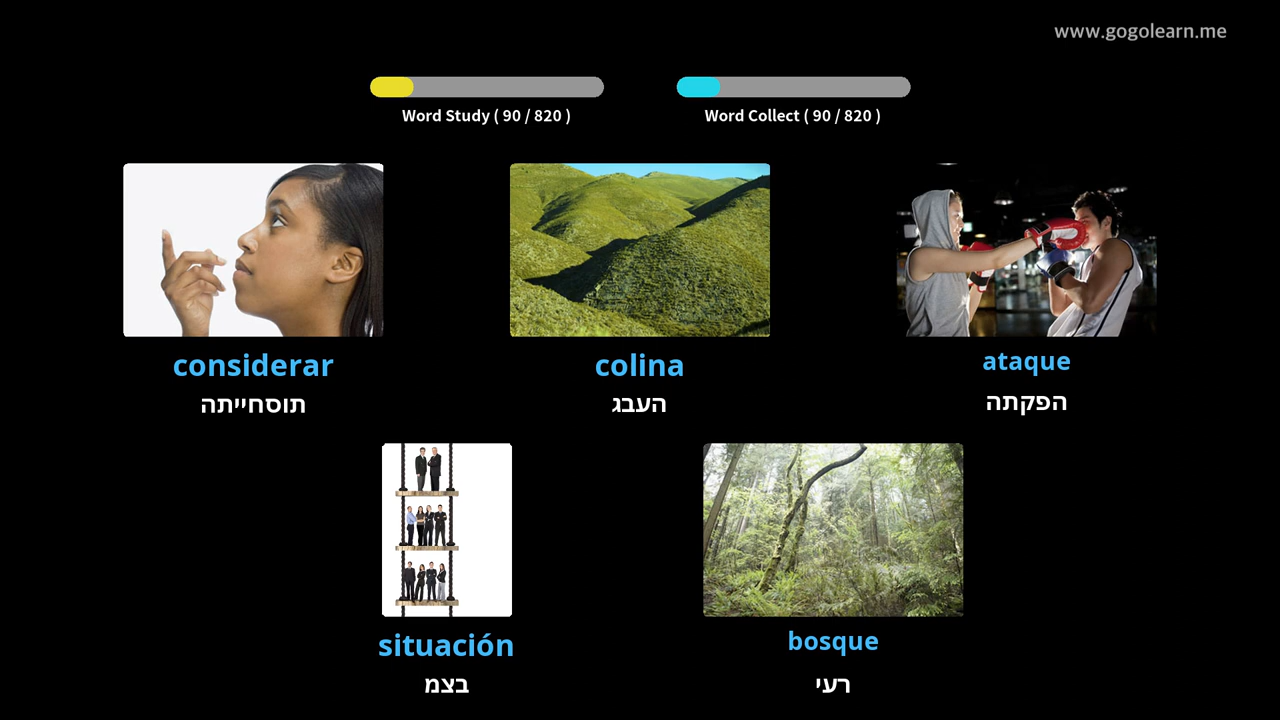 www.gogolearn.me
Word Study ( 90 / 820 )
Word Collect ( 90 / 820 )
considerar
תוסחייתה
colina
העבג
ataque
הפקתה
situación
בצמ
bosque
רעי